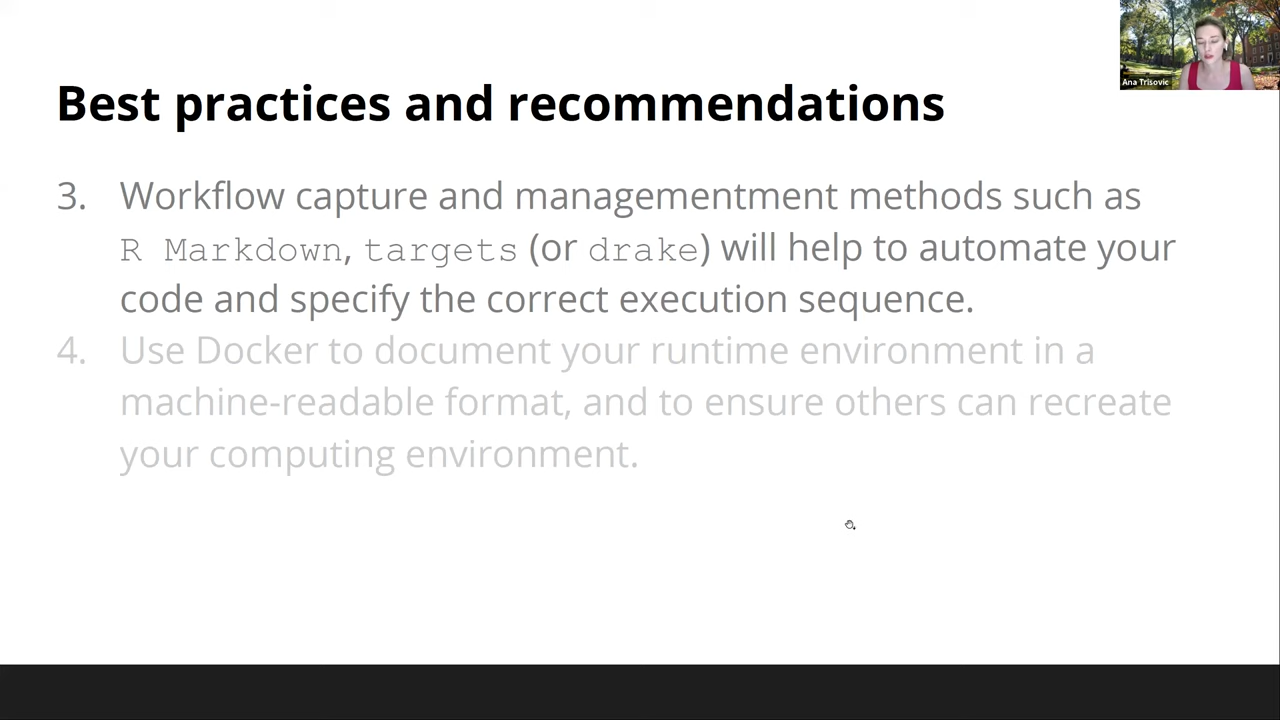 Ana Trisovic
Best practices and recommendations
3. Workflow capture and managementment methods such as
R Markdown, targets (or drake) will help to automate your
code and specify the correct execution sequence.
4. Use Docker to document your runtime environment in a
machine-readable format, and to ensure others can recreate
your computing environment.